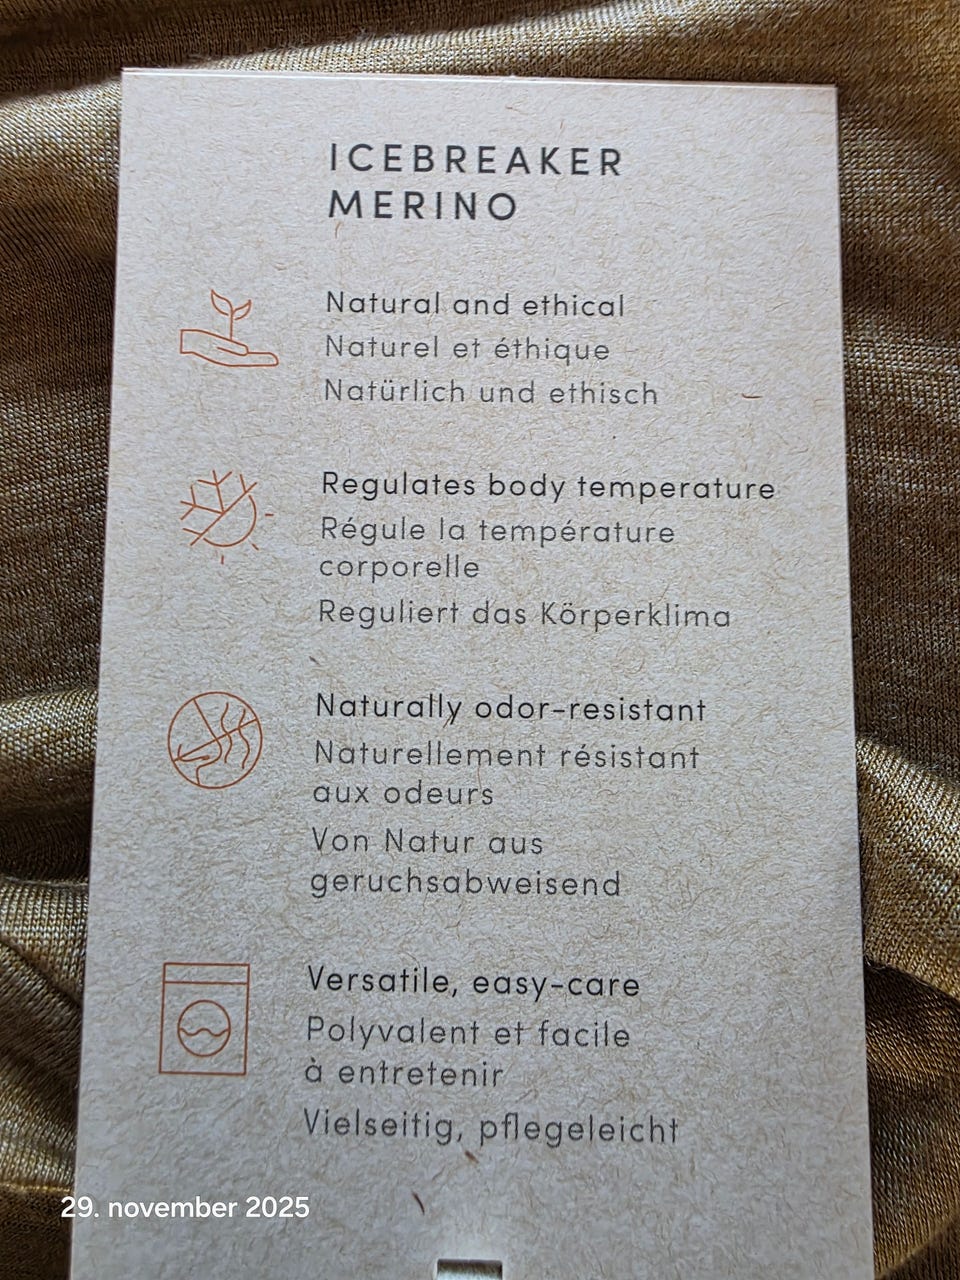 ICEBREAKER
MERINO
Natural and ethical
Naturel et éthique
Natürlich und ethisch
Regulates body temperature
Régule la température
corporelle
Reguliert das Körperklima
Naturally odor-resistant
Naturellement résistant
aux odeurs
Von Natur aus
geruchsabweisend
Versatile, easy-care
Polyvalent et facile
à entretenir
Vielseitig, pflegeleicht
29. november 2025